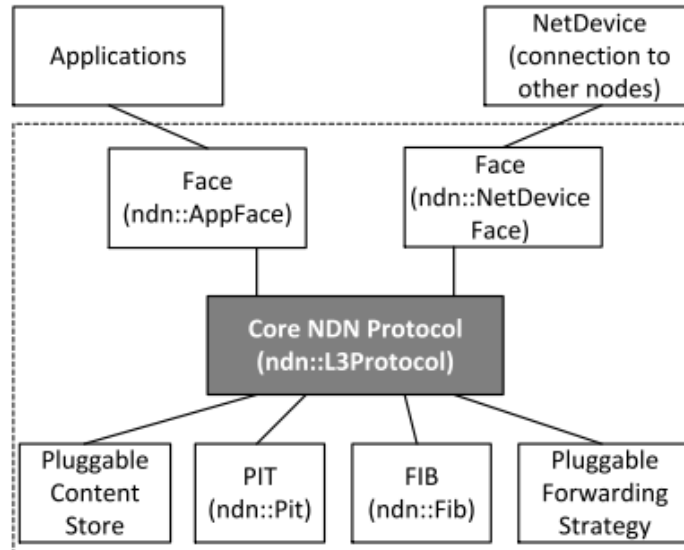 Applications
NetDevice
(connection to
other nodes)
Face
(ndn::AppFace)
Face
(ndn::NetDevice
Face)
Core NDN Protocol
(ndn::L3Protocol)
Pluggable
Content
Store
PIT
(ndn::Pit)
FIB
(ndn::Fib)
Pluggable
Forwarding
Strategy